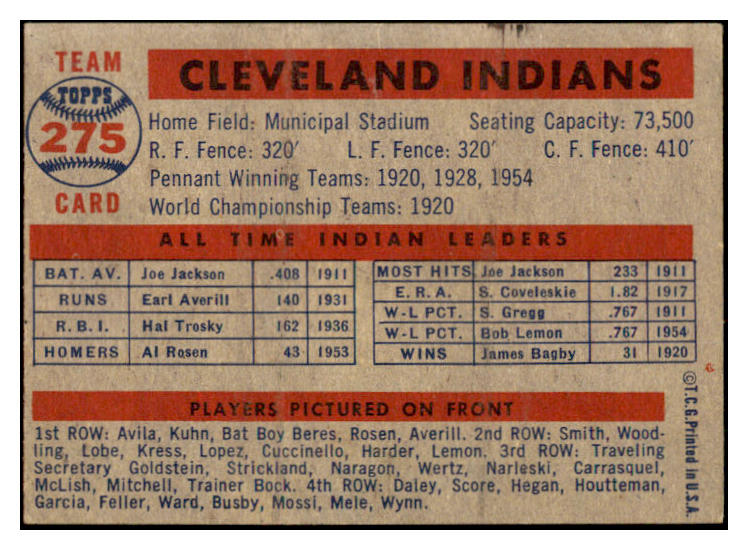 TEAM
TOPPS
275
CARD
CLEVELAND INDIANS
Home Field: Municipal Stadium Seating Capacity: 73,500
R. F. Fence: 320′ L. F. Fence: 320′ C. F. Fence: 410′
Pennant Winning Teams: 1920, 1928, 1954
World Championship Teams: 1920
ALL TIME INDIAN LEADERS
BAT. AV. Joe Jackson .408 1911
RUNS Earl Averill 140 1931
R. B. I. Hal Trosky 162 1936
HOMERS Al Rosen 43 1953
MOST HITS Joe Jackson 233 1911
E. R. A. S. Coveleskie 1.82 1917
W-L PCT. S. Gregg .767 1911
W-L PCT. Bob Lemon .767 1954
WINS James Bagby 31 1920
PLAYERS PICTURED ON FRONT
1st ROW: Avila, Kuhn, Bat Boy Beres, Rosen, Averill. 2nd ROW: Smith, Wood-
ling, Lobe, Kress, Lopez, Cuccinello, Harder, Lemon. 3rd ROW: Traveling
Secretary Goldstein, Strickland, Naragon, Wertz, Narleski, Carrasquel,
McLish, Mitchell, Trainer Bock. 4th ROW: Daley, Score, Hegan, Houtteman,
Garcia, Feller, Ward, Busby, Mossi, Mele, Wynn.
©T.C.G. Printed in U.S.A.